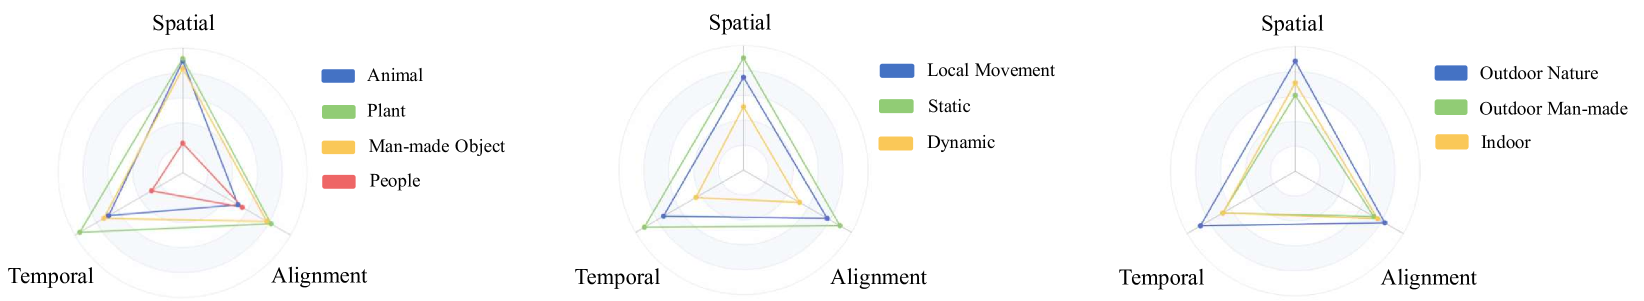 Spatial
Animal
Plant
Man-made Object
People
Temporal
Alignment
Spatial
Local Movement
Static
Dynamic
Temporal
Alignment
Spatial
Outdoor Nature
Outdoor Man-made
Indoor
Temporal
Alignment